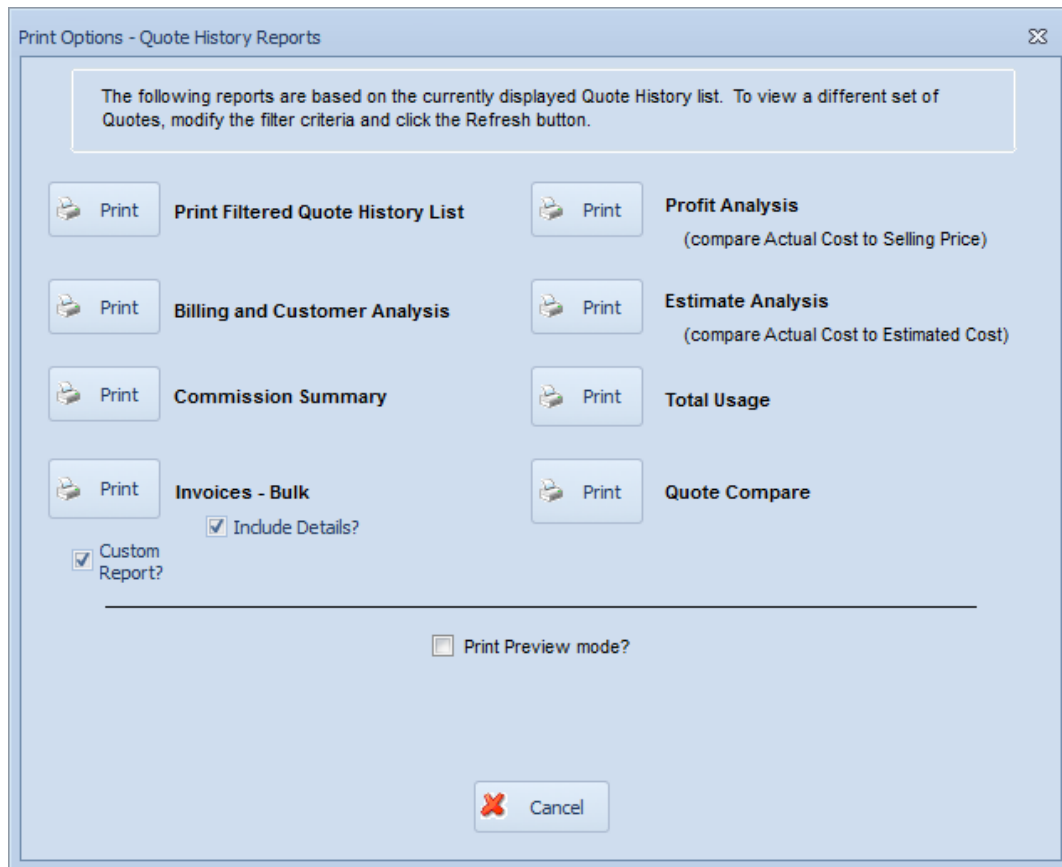 Print Options - Quote History Reports
The following reports are based on the currently displayed Quote History list.  To view a different set of
Quotes, modify the filter criteria and click the Refresh button.
Print
Print Filtered Quote History List
Print
Profit Analysis
(compare Actual Cost to Selling Price)
Print
Billing and Customer Analysis
Print
Estimate Analysis
(compare Actual Cost to Estimated Cost)
Print
Commission Summary
Print
Total Usage
Print
Invoices - Bulk
Include Details?
Custom
Report?
Print
Quote Compare
Print Preview mode?
Cancel